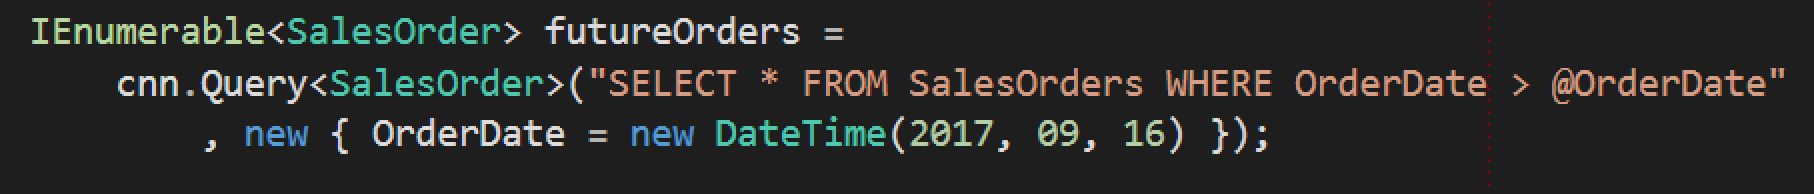 IEnumerable<SalesOrder> futureOrders =
cnn.Query<SalesOrder>("SELECT * FROM SalesOrders WHERE OrderDate > @OrderDate"
, new { OrderDate = new DateTime(2017, 09, 16) });